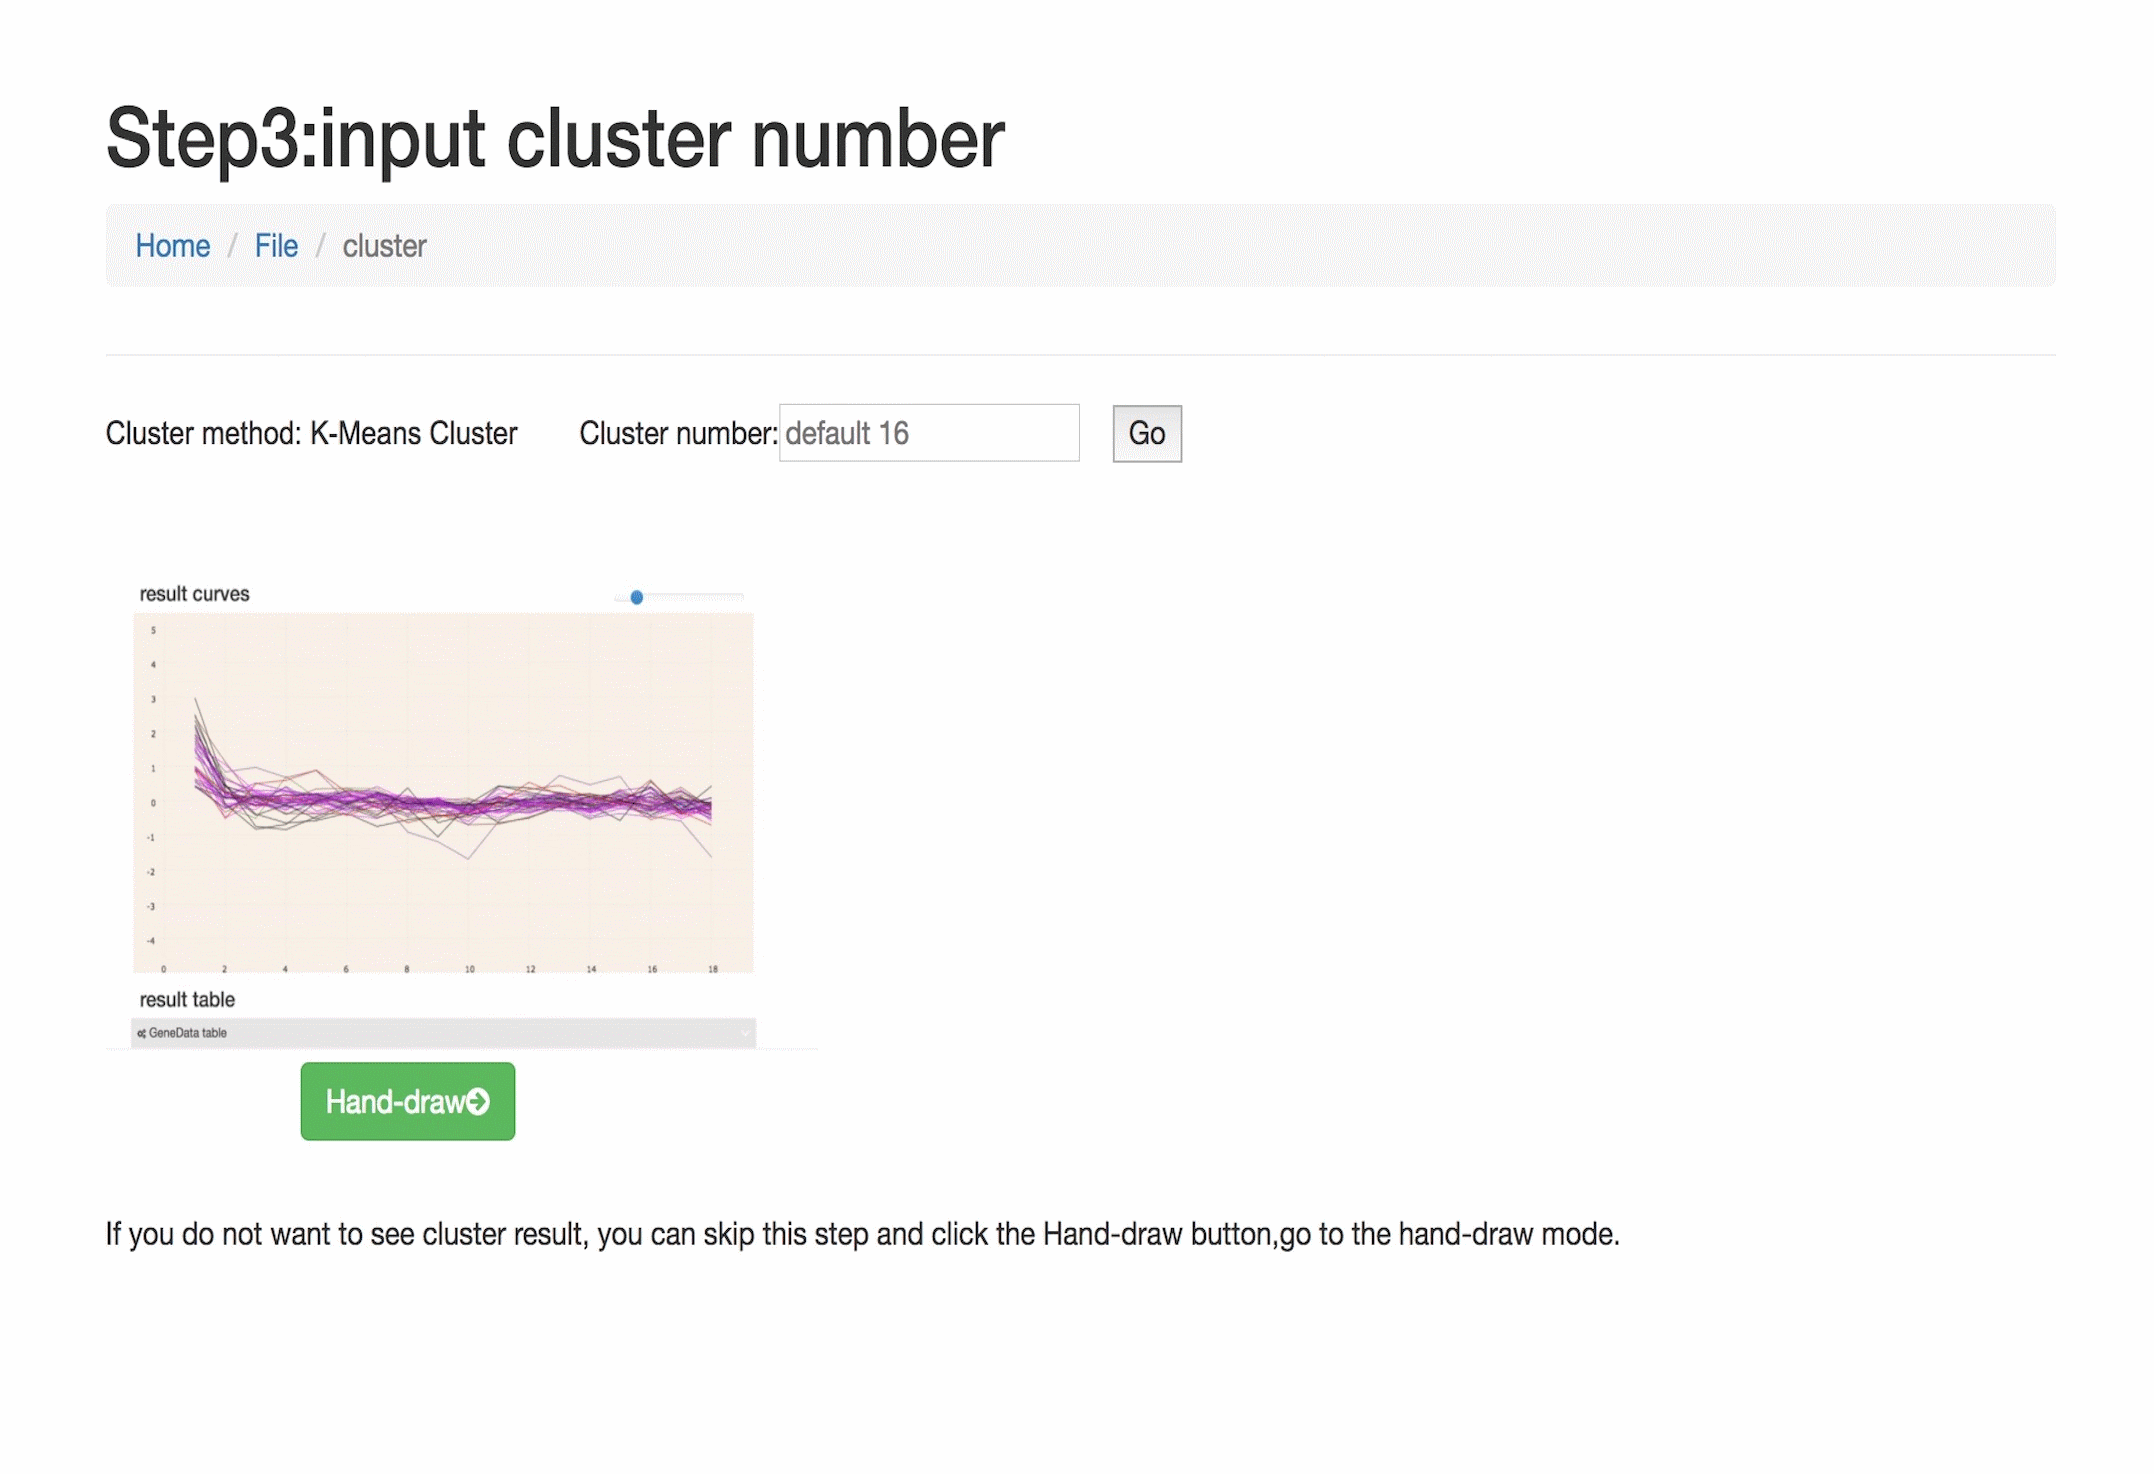 Step3:input cluster number
Home / File / cluster
Cluster method: K-Means Cluster Cluster number: default 16 Go
result curves
5
4
3
2
1
0
-1
-2
-3
-4
0 2 4 6 8 10 12 14 16 18
result table
GeneData table
Hand-draw
If you do not want to see cluster result, you can skip this step and click the Hand-draw button,go to the hand-draw mode.